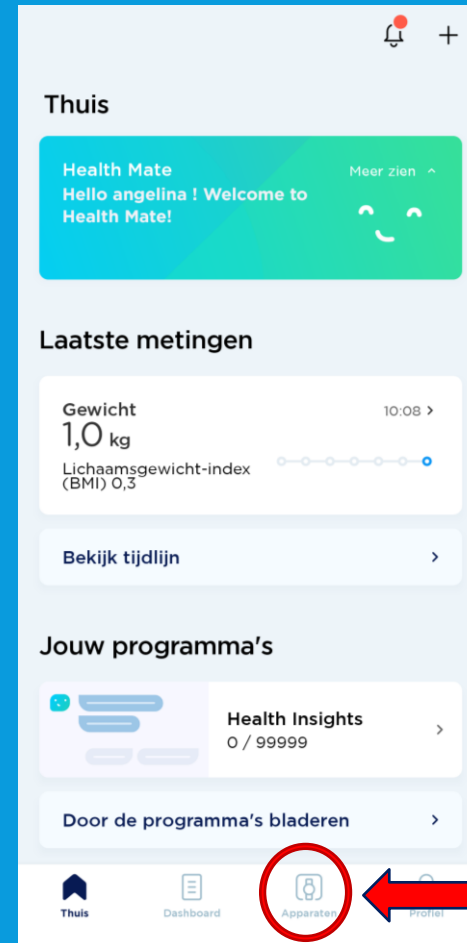 Thuis
Health Mate
Meer zien
Hello angelina ! Welcome to
Health Mate!
Laatste metingen
Gewicht
10:08
1,0 kg
Lichaamsgewicht-index
(BMI) 0,3
Bekijk tijdlijn
Jouw programma's
Health Insights
0 / 99999
Door de programma's bladeren
Thuis
Dashboard
Apparaten
Profiel